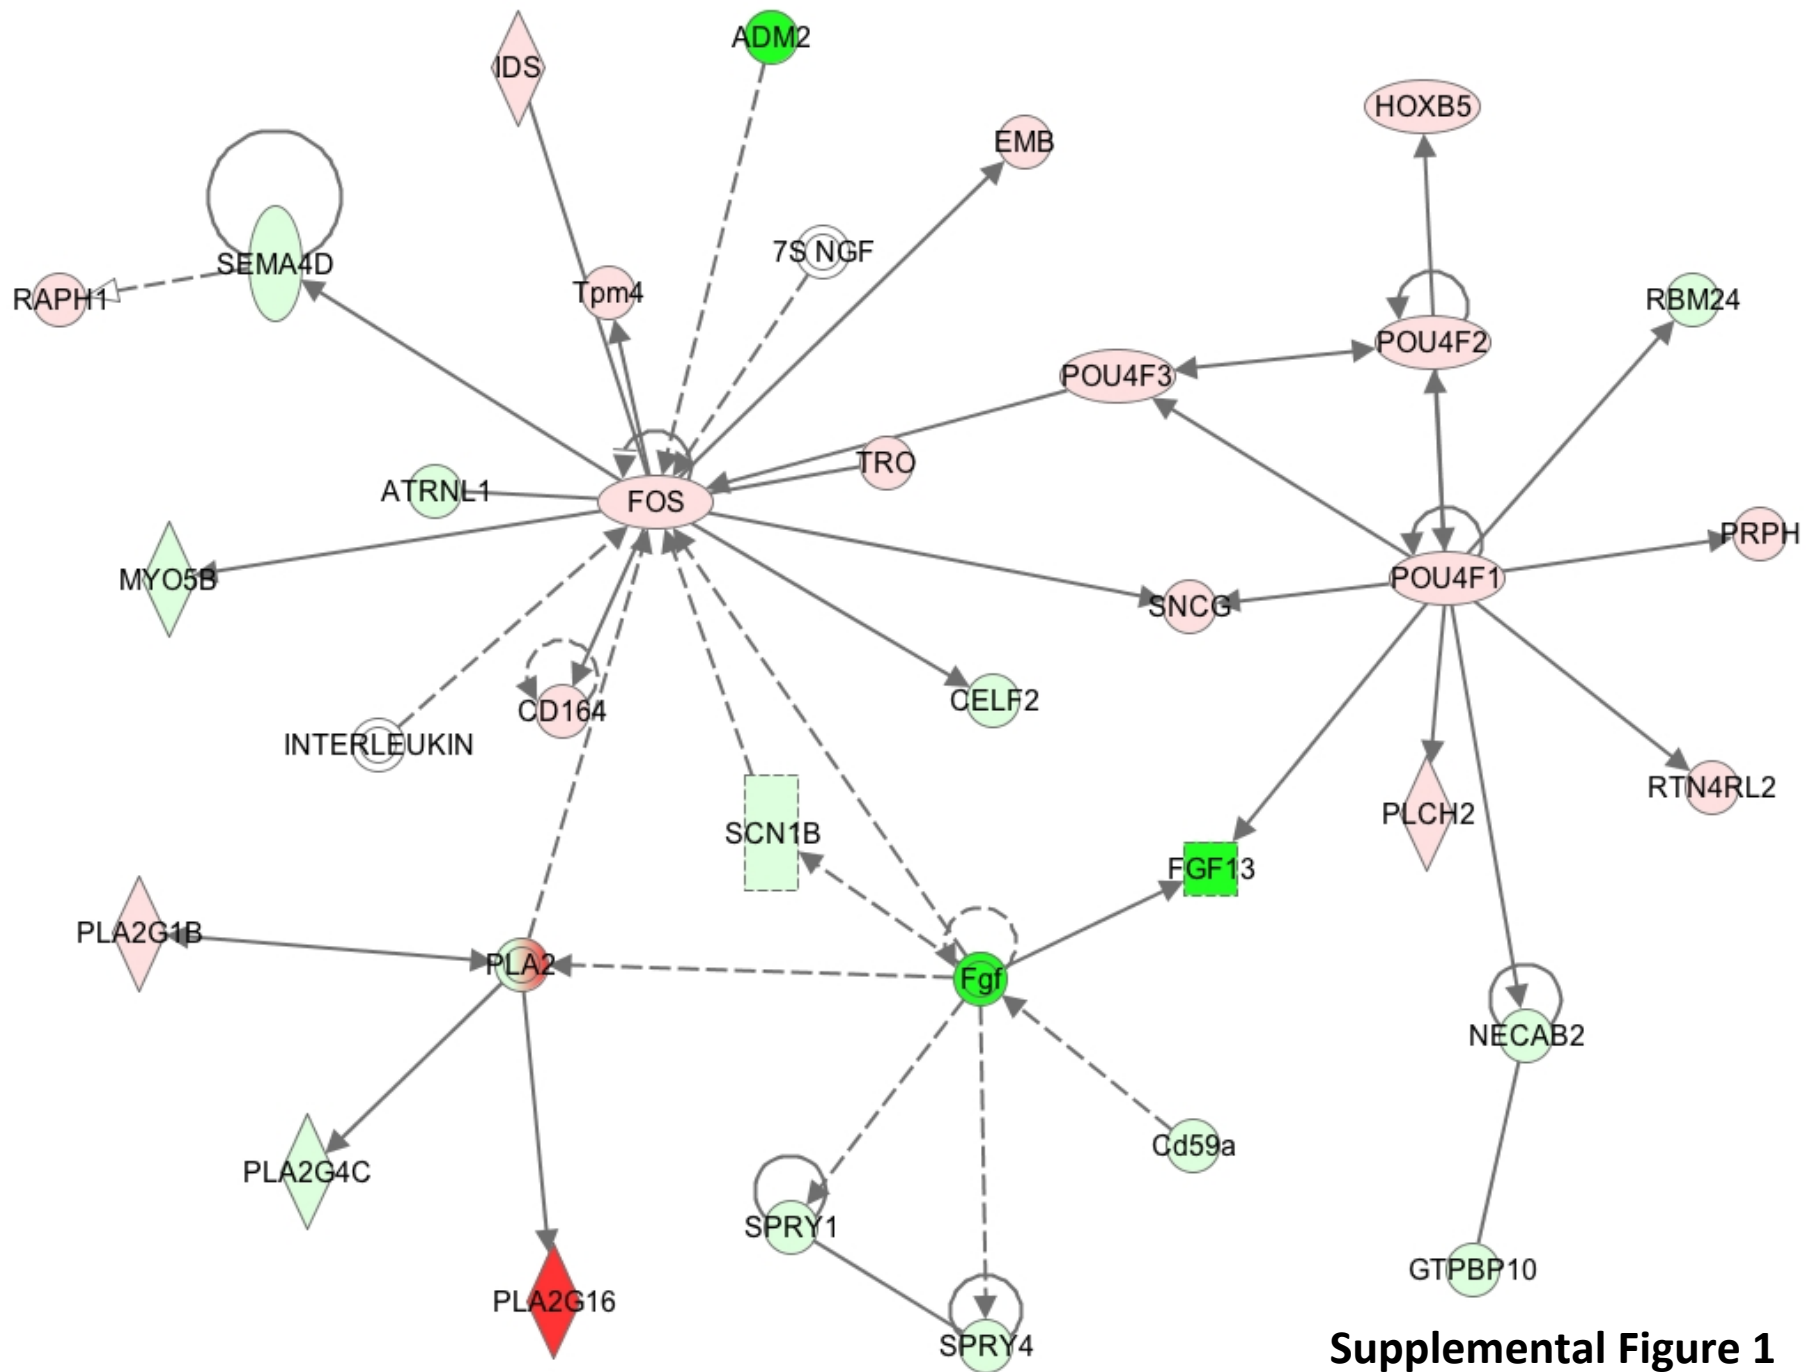 ADM2
IDS
HOXB5
EMB
7S NGF
SEMA4D
RAPH1
Tpm4
RBM24
POU4F2
POU4F3
TRO
ATRNL1
FOS
PRPH
MYO5B
POU4F1
SNCG
CELF2
CD164
INTERLEUKIN
RTN4RL2
PLCH2
SCN1B
FGF13
PLA2G1B
PLA2
Fgf
NECAB2
Cd59a
PLA2G4C
SPRY1
GTPBP10
PLA2G16
SPRY4
Supplemental Figure 1